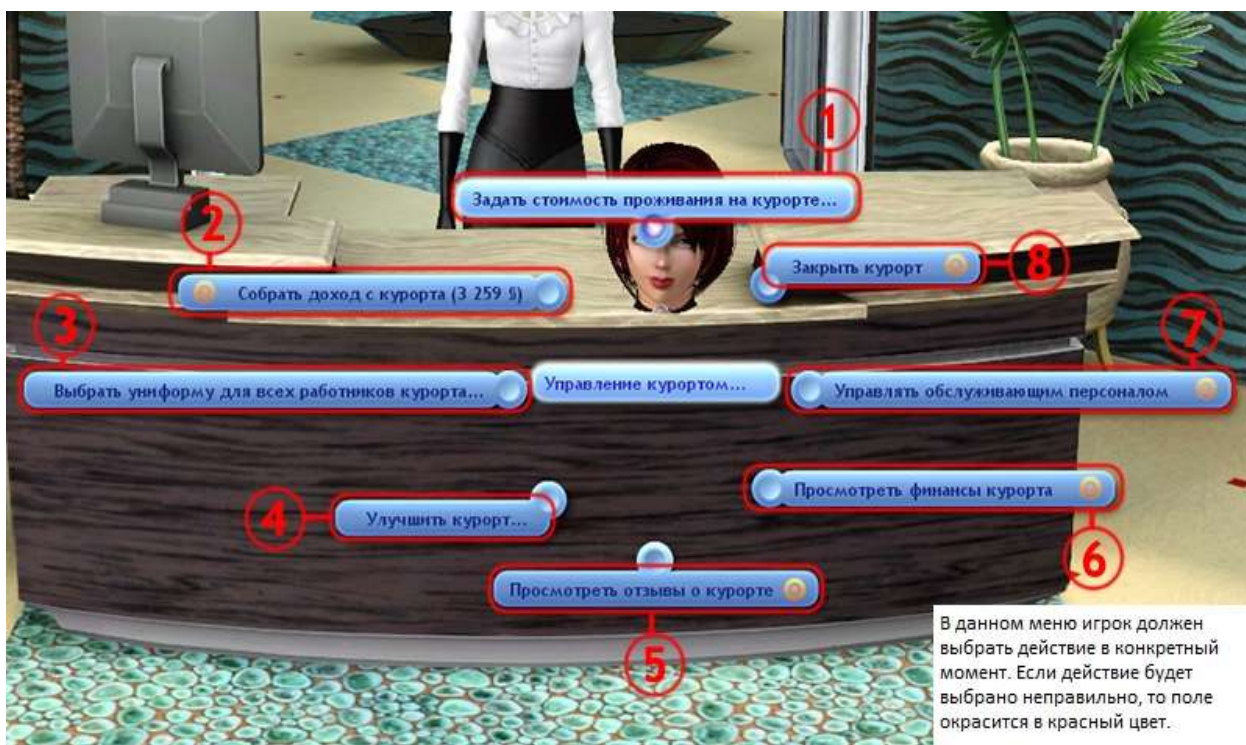 1
Задать стоимость проживания на курорте...
2
Собрать доход с курорта (3 259 §)
Закрыть курорт
8
3
7
Выбрать униформу для всех работников курорта...
Управление курортом...
Управлять обслуживающим персоналом
4
Улучшить курорт...
Просмотреть финансы курорта
6
Просмотреть отзывы о курорте
5
В данном меню игрок должен
выбрать действие в конкретный
момент. Если действие будет
выбрано неправильно, то поле
окрасится в красный цвет.